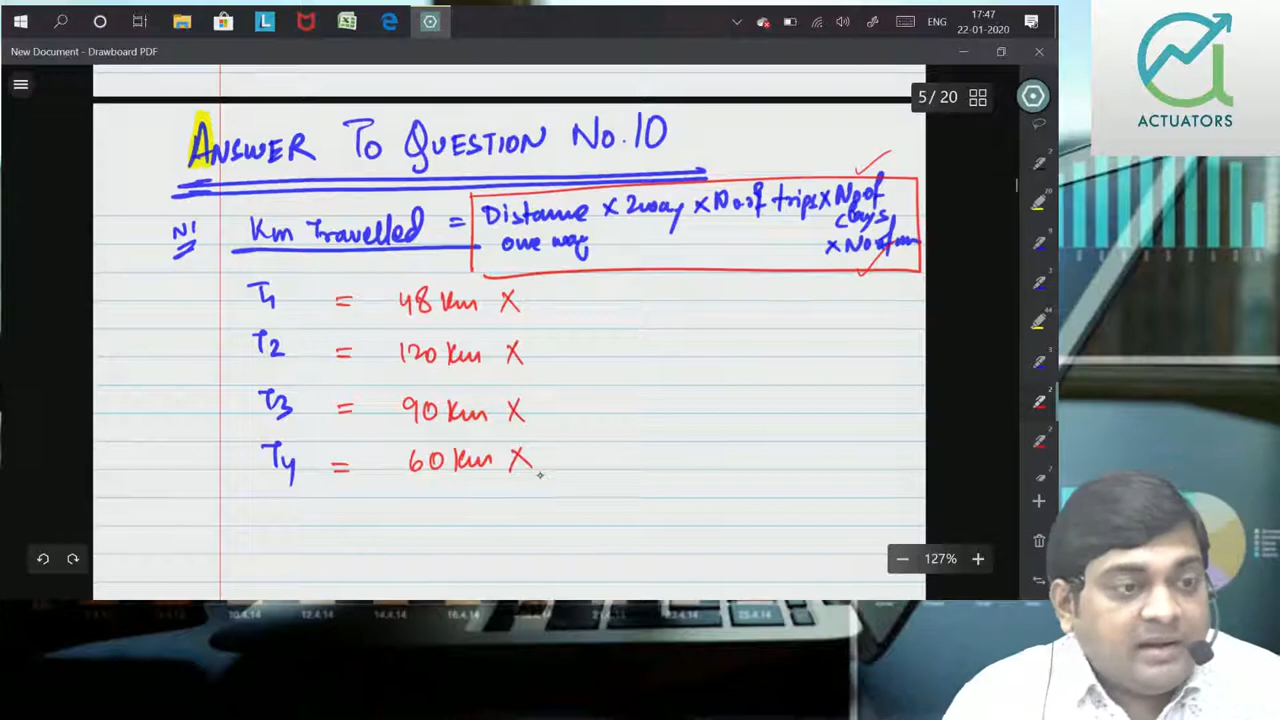 17:47
ENG
22-01-2020
New Document - Drawboard PDF
ACTUATORS
5 / 20
ANSWER TO QUESTION NO.10
N1 Km Travelled = Distance one way × 2way × No of trips × No of days × No of
T1 = 48 Km X
T2 = 120 Km X
T3 = 90 Km X
T4 = 60 Km X
127%